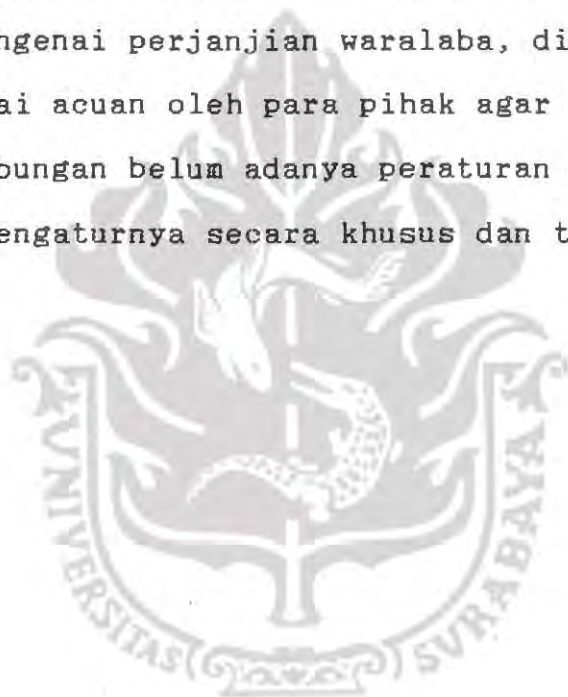 ngenai perjanjian waralaba, di
ai acuan oleh para pihak agar
bungan belum adanya peraturan
engaturnya secara khusus dan t
UNIVERSITAS SURABAYA